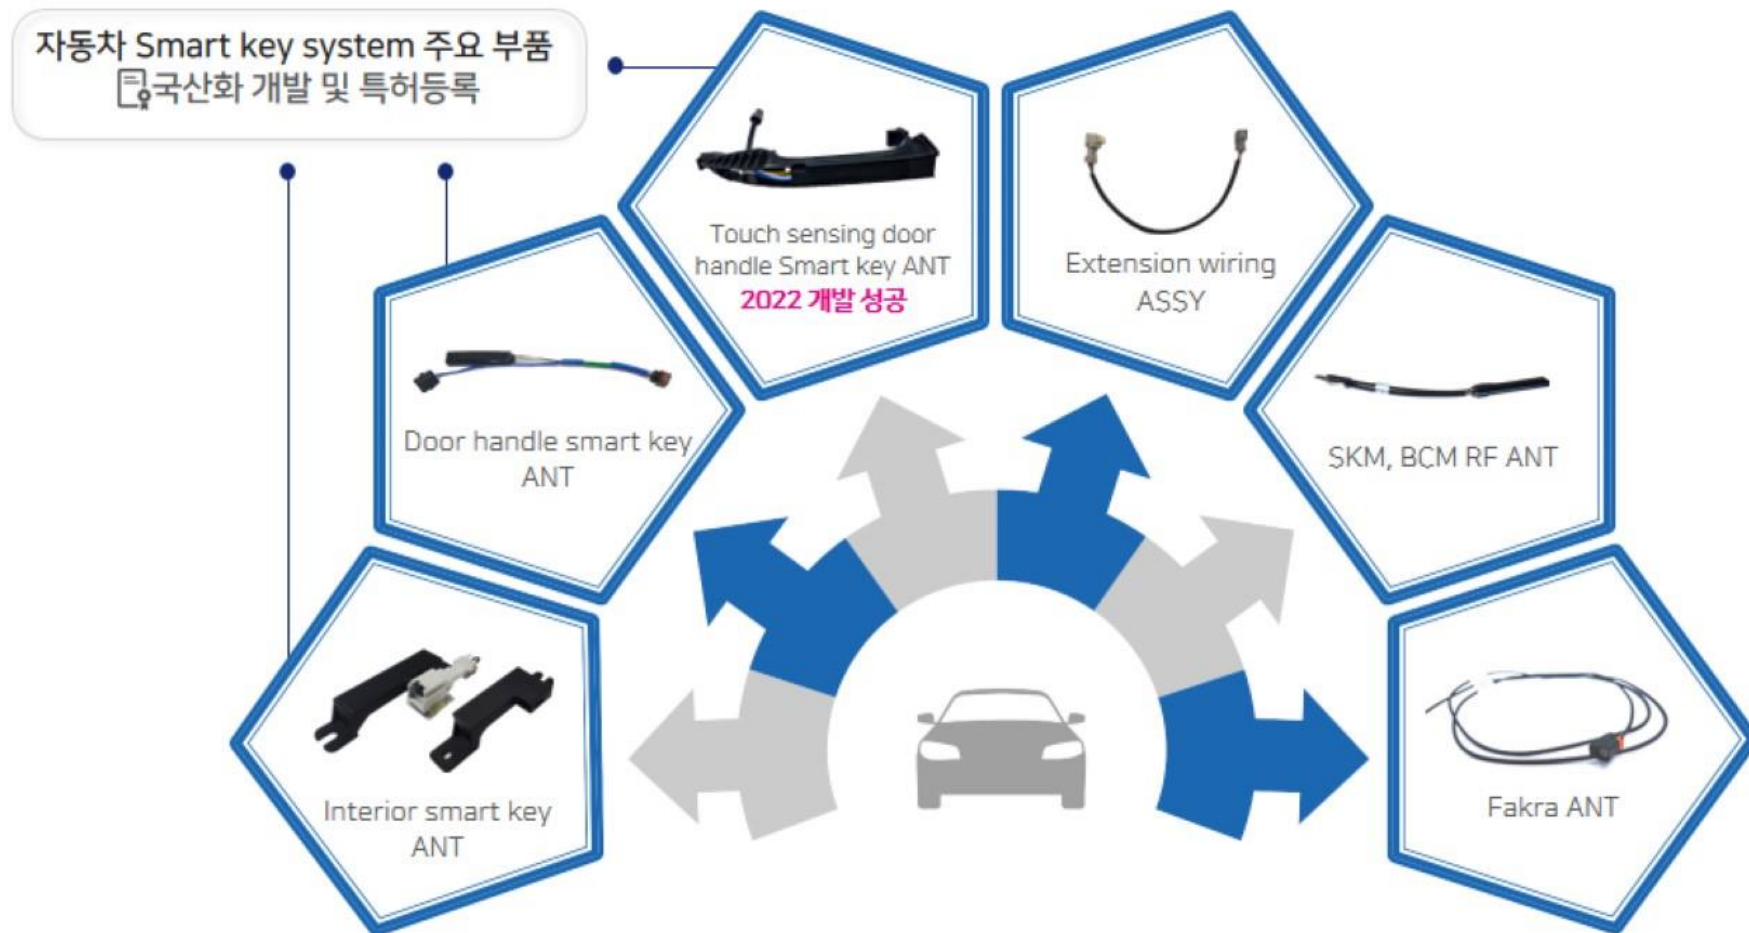 자동차 Smart key system 주요 부품
국산화 개발 및 특허등록
Touch sensing door
handle Smart key ANT
2022 개발 성공
Extension wiring
ASSY
Door handle smart key
ANT
SKM, BCM RF ANT
Interior smart key
ANT
Fakra ANT